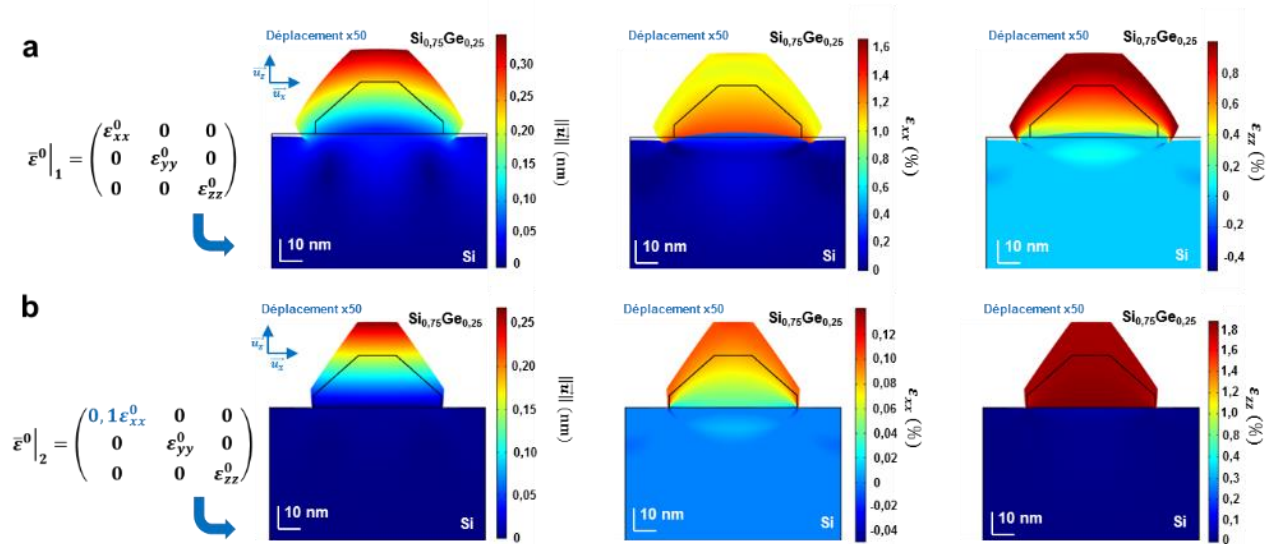 a
Déplacement x50
Si0,75Ge0,25
u⃗z
u⃗x
10 nm
Si
0,30
0,25
0,20
0,15
0,10
0,05
0
||u⃗|| (nm)
Déplacement x50
Si0,75Ge0,25
10 nm
Si
1,6
1,4
1,2
1,0
0,8
0,6
0,4
0,2
0
εxx (%)
Déplacement x50
Si0,75Ge0,25
10 nm
Si
0,8
0,6
0,4
0,2
0
-0,2
-0,4
εzz (%)
ε̿⁰|1 = (ε⁰xx 0 0
0 ε⁰yy 0
0 0 ε⁰zz)
b
Déplacement x50
Si0,75Ge0,25
u⃗z
u⃗x
10 nm
Si
0,25
0,20
0,15
0,10
0,05
0
||u⃗|| (nm)
Déplacement x50
Si0,75Ge0,25
10 nm
Si
0,12
0,10
0,08
0,06
0,04
0,02
0
-0,02
-0,04
εxx (%)
Déplacement x50
Si0,75Ge0,25
10 nm
Si
1,8
1,6
1,4
1,2
1,0
0,8
0,4
0,3
0,2
0,1
0
εzz (%)
ε̿⁰|2 = (0,1ε⁰xx 0 0
0 ε⁰yy 0
0 0 ε⁰zz)